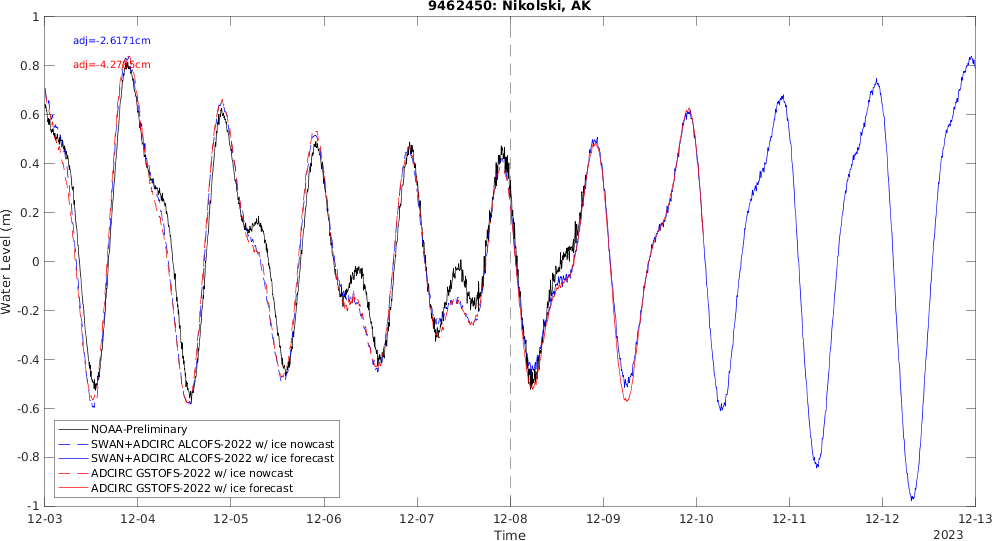 9462450: Nikolski, AK
adj=-2.6171cm
Water Level (m)
1
0.8
0.6
0.4
0.2
0
-0.2
-0.4
-0.6
-0.8
-1
NOAA-Preliminary
SWAN+ADCIRC ALCOFS-2022 w/ ice nowcast
SWAN+ADCIRC ALCOFS-2022 w/ ice forecast
ADCIRC GSTOFS-2022 w/ ice nowcast
ADCIRC GSTOFS-2022 w/ ice forecast
12-03 12-04 12-05 12-06 12-07 12-08 12-09 12-10 12-11 12-12 12-13
Time
2023